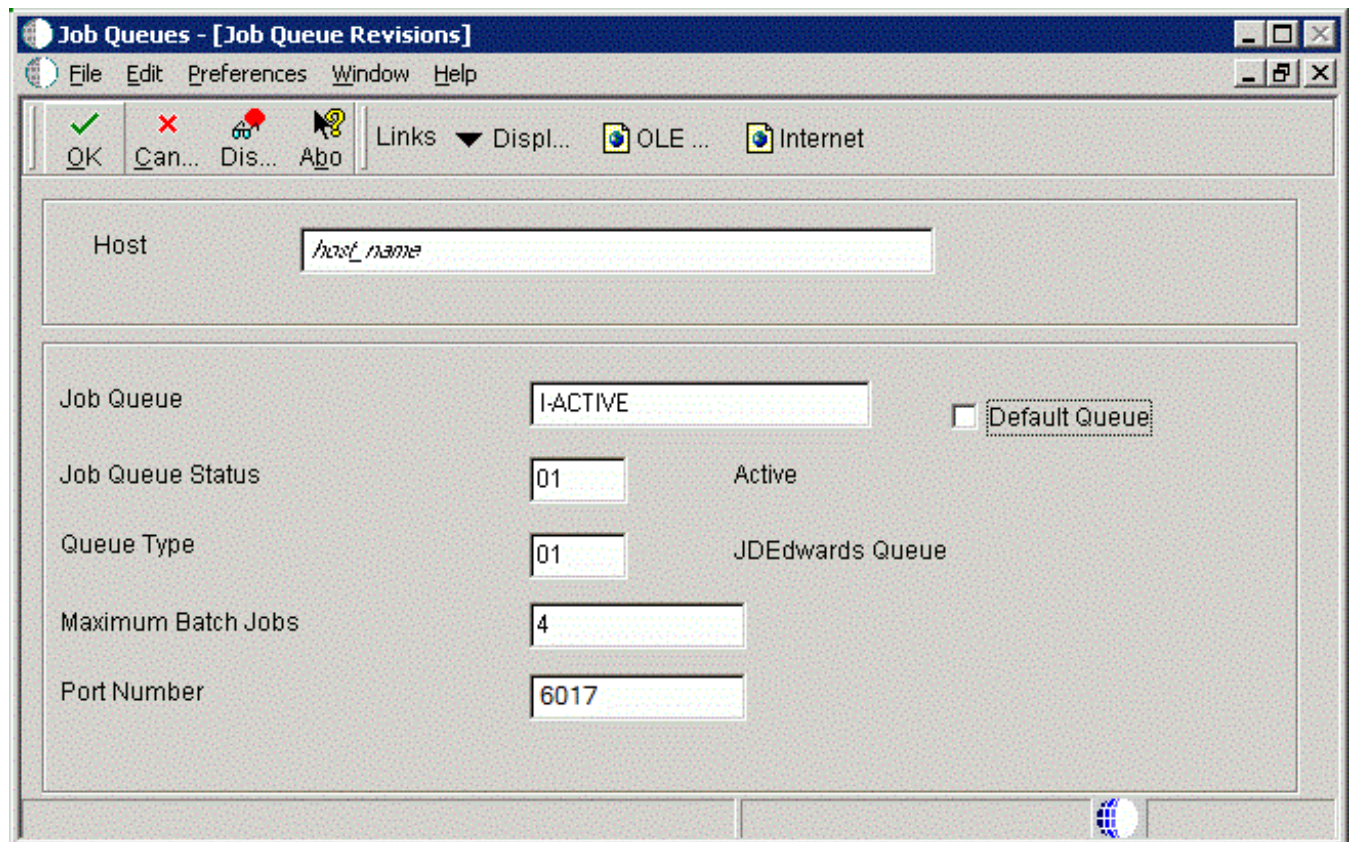 Job Queues - [Job Queue Revisions]
File Edit Preferences Window Help
OK Can... Dis... Abo Links Displ... OLE ... Internet
Host host_name
Job Queue I-ACTIVE Default Queue
Job Queue Status 01 Active
Queue Type 01 JDEdwards Queue
Maximum Batch Jobs 4
Port Number 6017